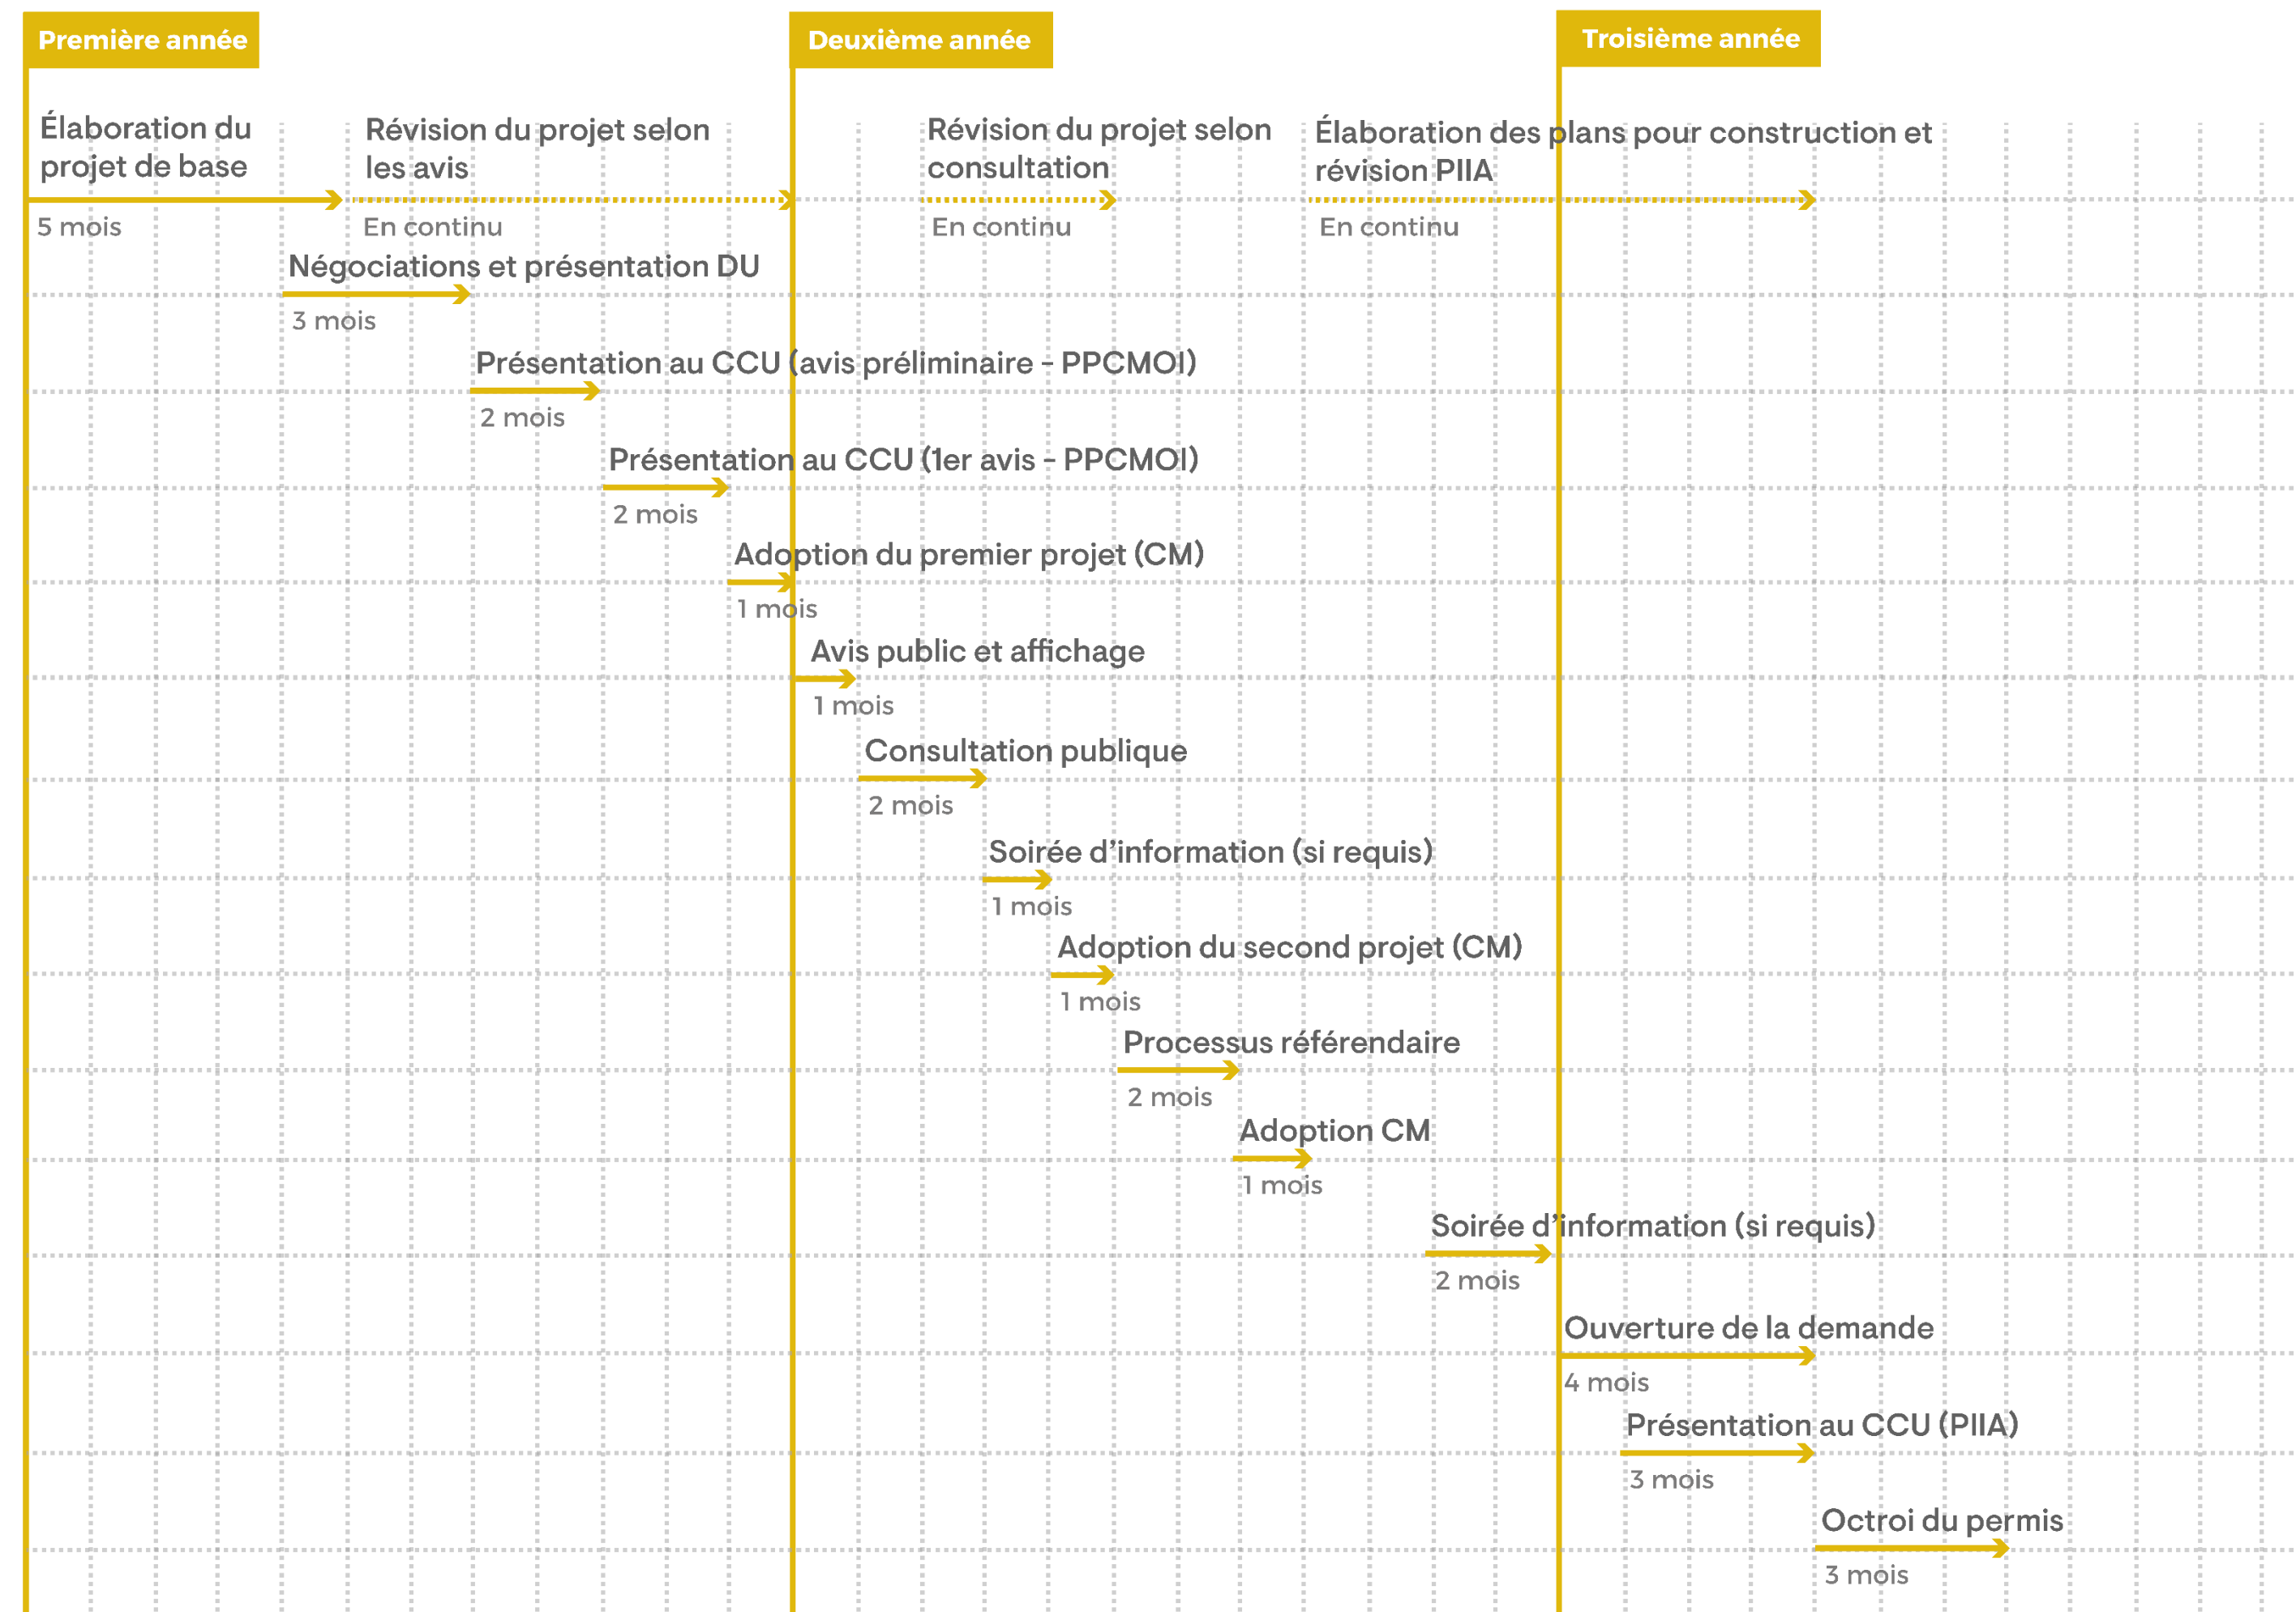 Première année
Deuxième année
Troisième année
Élaboration du
projet de base
5 mois
Révision du projet selon
les avis
En continu
Révision du projet selon
consultation
En continu
Élaboration des plans pour construction et
révision PIIA
En continu
Négociations et présentation DU
3 mois
Présentation au CCU (avis préliminaire - PPCMOI)
2 mois
Présentation au CCU (1er avis - PPCMOI)
2 mois
Adoption du premier projet (CM)
1 mois
Avis public et affichage
1 mois
Consultation publique
2 mois
Soirée d’information (si requis)
1 mois
Adoption du second projet (CM)
1 mois
Processus référendaire
2 mois
Adoption CM
1 mois
Soirée d’information (si requis)
2 mois
Ouverture de la demande
4 mois
Présentation au CCU (PIIA)
3 mois
Octroi du permis
3 mois